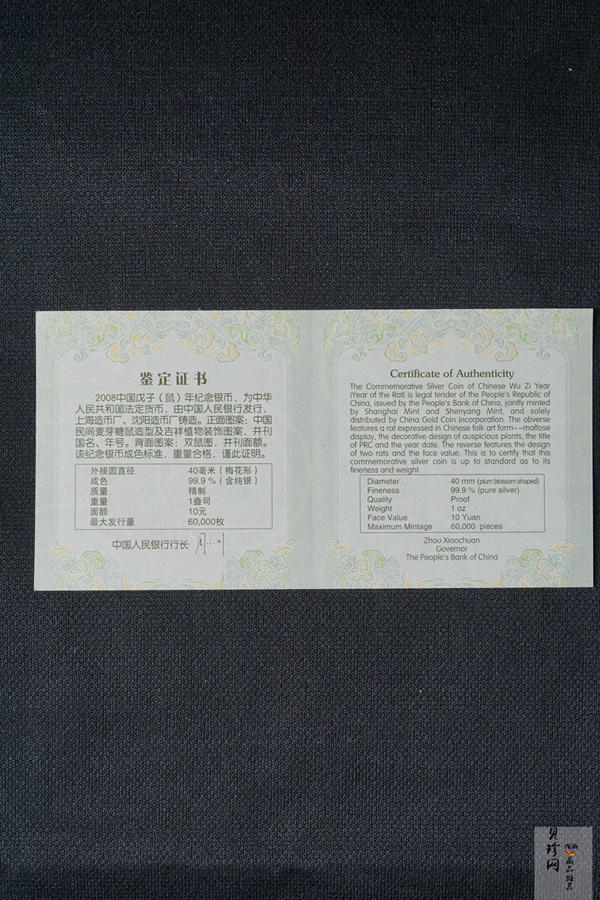 鉴定证书
2008中国戊子（鼠）年纪念银币，为中华
人民共和国法定货币，由中国人民银行发行，
上海造币厂、沈阳造币厂铸造。正面图案：中国
民间麦芽糖鼠造型及吉祥植物装饰图案，并刊
国名、年号。背面图案：双鼠图，并刊面额。
该纪念银币成色标准，重量合格，谨此证明。
外接圆直径 40毫米（梅花形）
成色 99.9％（含纯银）
质量 精制
重量 1盎司
面额 10元
最大发行量 60,000枚
中国人民银行行长
Certificate of Authenticity
The Commemorative Silver Coin of Chinese Wu Zi Year
(Year of the Rat) is legal tender of the People's Republic of
China, issued by the People's Bank of China, jointly minted
by Shanghai Mint and Shenyang Mint, and solely
distributed by China Gold Coin Incorporation. The obverse
features a rat expressed in Chinese folk art form---maltose
display, the decorative design of auspicious plants, the title
of PRC and the year date. The reverse features the design
of two rats and the face value. This is to certify that this
commemorative silver coin is up to standard as to its
fineness and weight.
Diameter 40 mm (plum blossom shaped)
Fineness 99.9 % (pure silver)
Quality Proof
Weight 1 oz
Face Value 10 Yuan
Maximum Mintage 60,000 pieces
Zhou Xiaochuan
Governor
The People's Bank of China
贝珍网